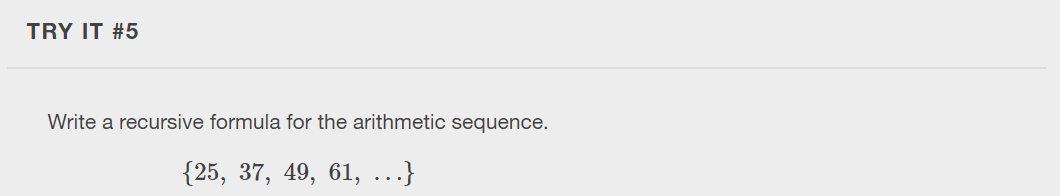 TRY IT #5
Write a recursive formula for the arithmetic sequence.
{25, 37, 49, 61, ...}